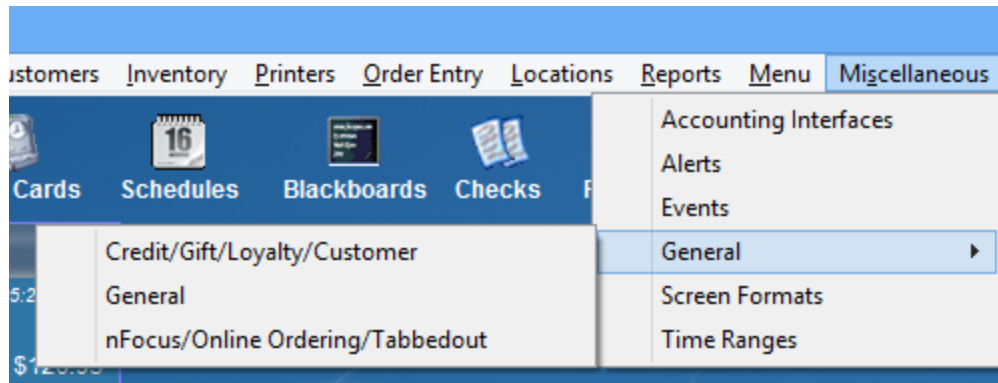 Inventory Printers Order Entry Locations Reports Menu Miscellaneous
16
Cards Schedules Blackboards Checks
Accounting Interfaces
Alerts
Events
General
Screen Formats
Time Ranges
Credit/Gift/Loyalty/Customer
General
nFocus/Online Ordering/Tabbedout